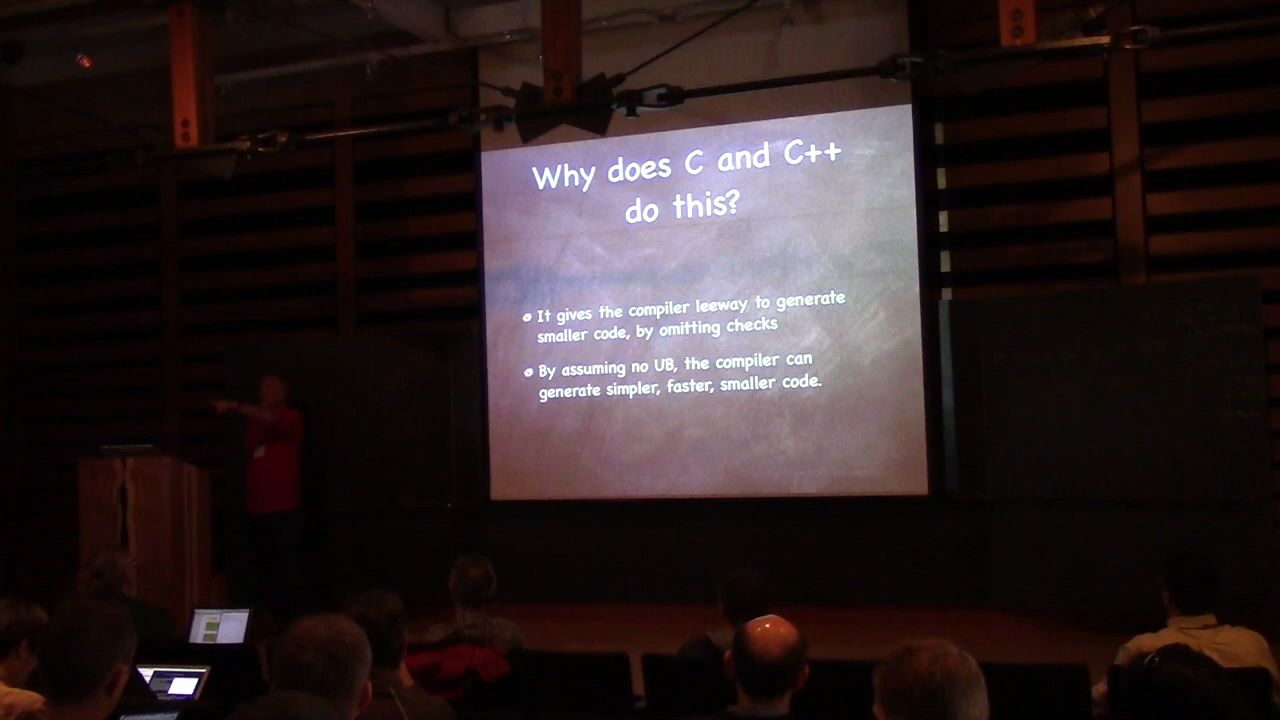 Why does C and C++
do this?
It gives the compiler leeway to generate
smaller code, by omitting checks
By assuming no UB, the compiler can
generate simpler, faster, smaller code.